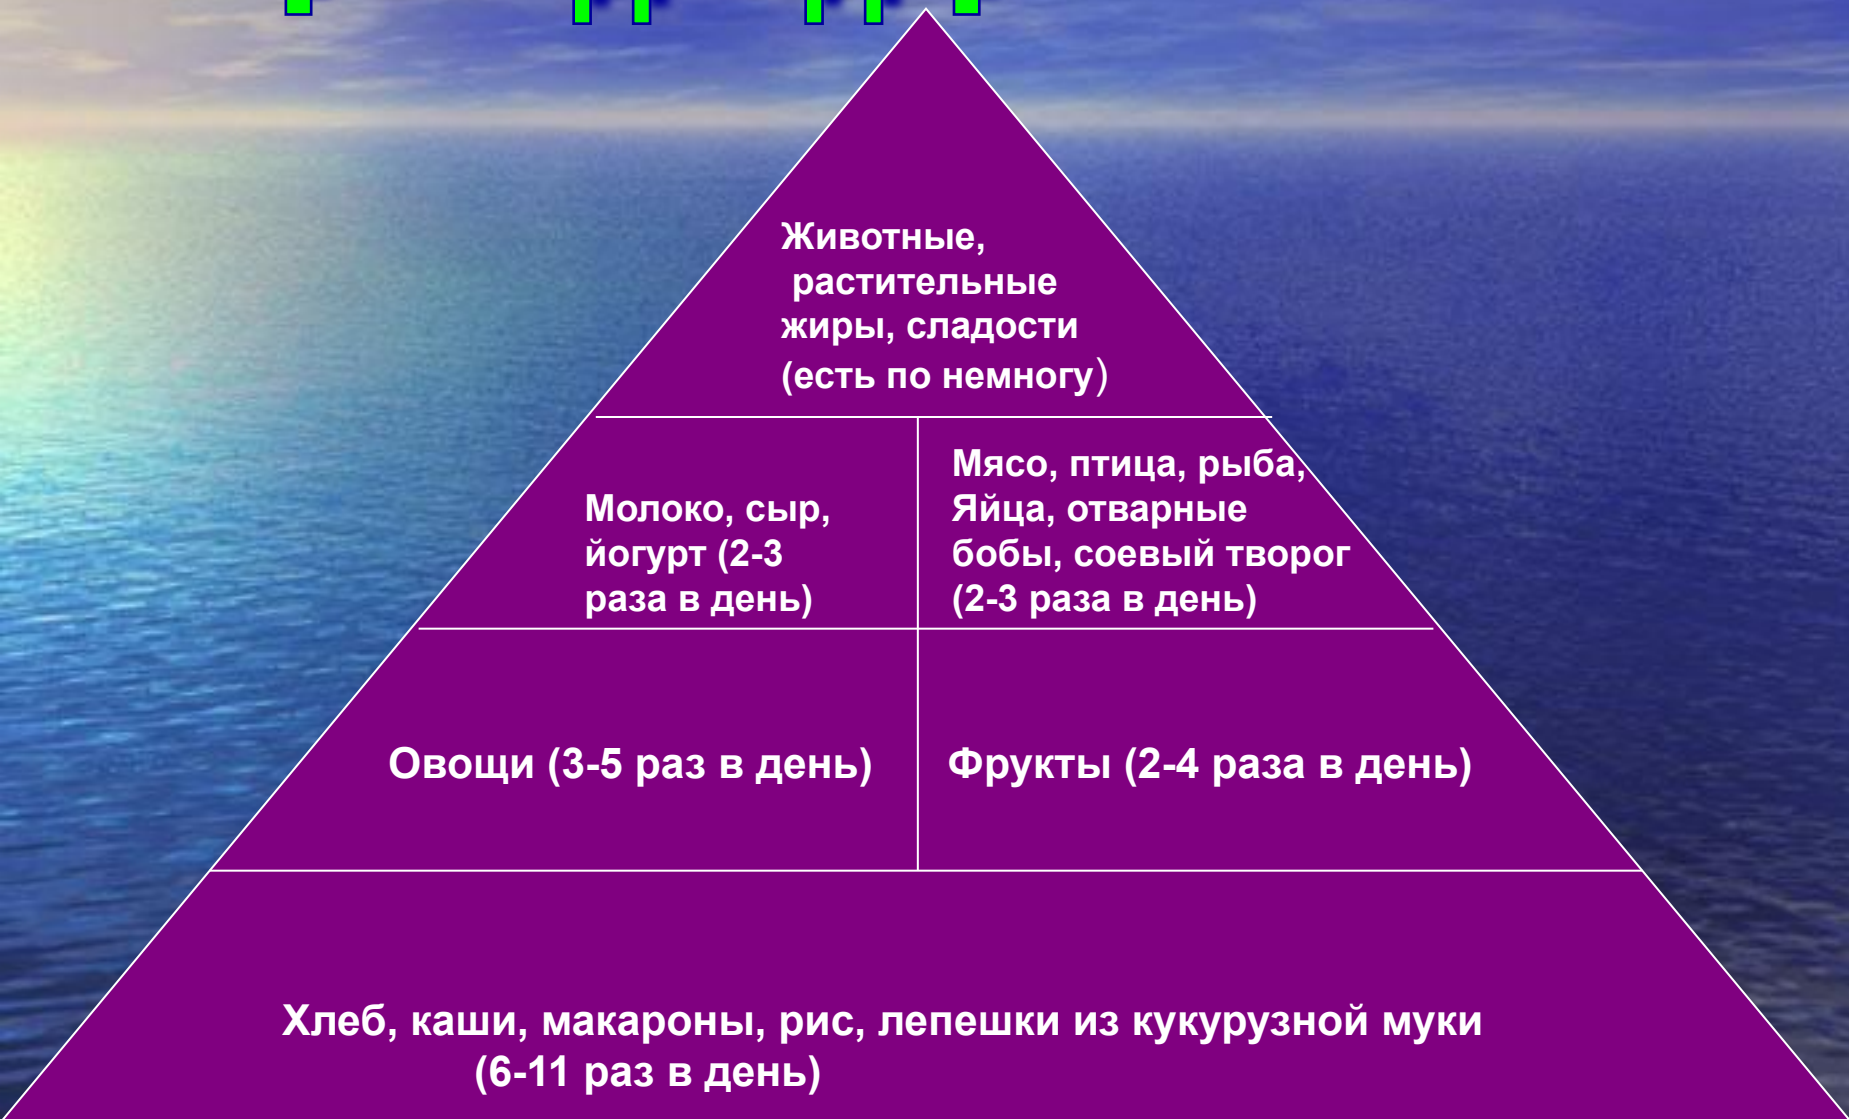 Животные,
растительные
жиры, сладости
(есть по немногу)
Молоко, сыр,
йогурт (2-3
раза в день)
Мясо, птица, рыба,
Яйца, отварные
бобы, соевый творог
(2-3 раза в день)
Овощи (3-5 раз в день)
Фрукты (2-4 раза в день)
Хлеб, каши, макароны, рис, лепешки из кукурузной муки
(6-11 раз в день)